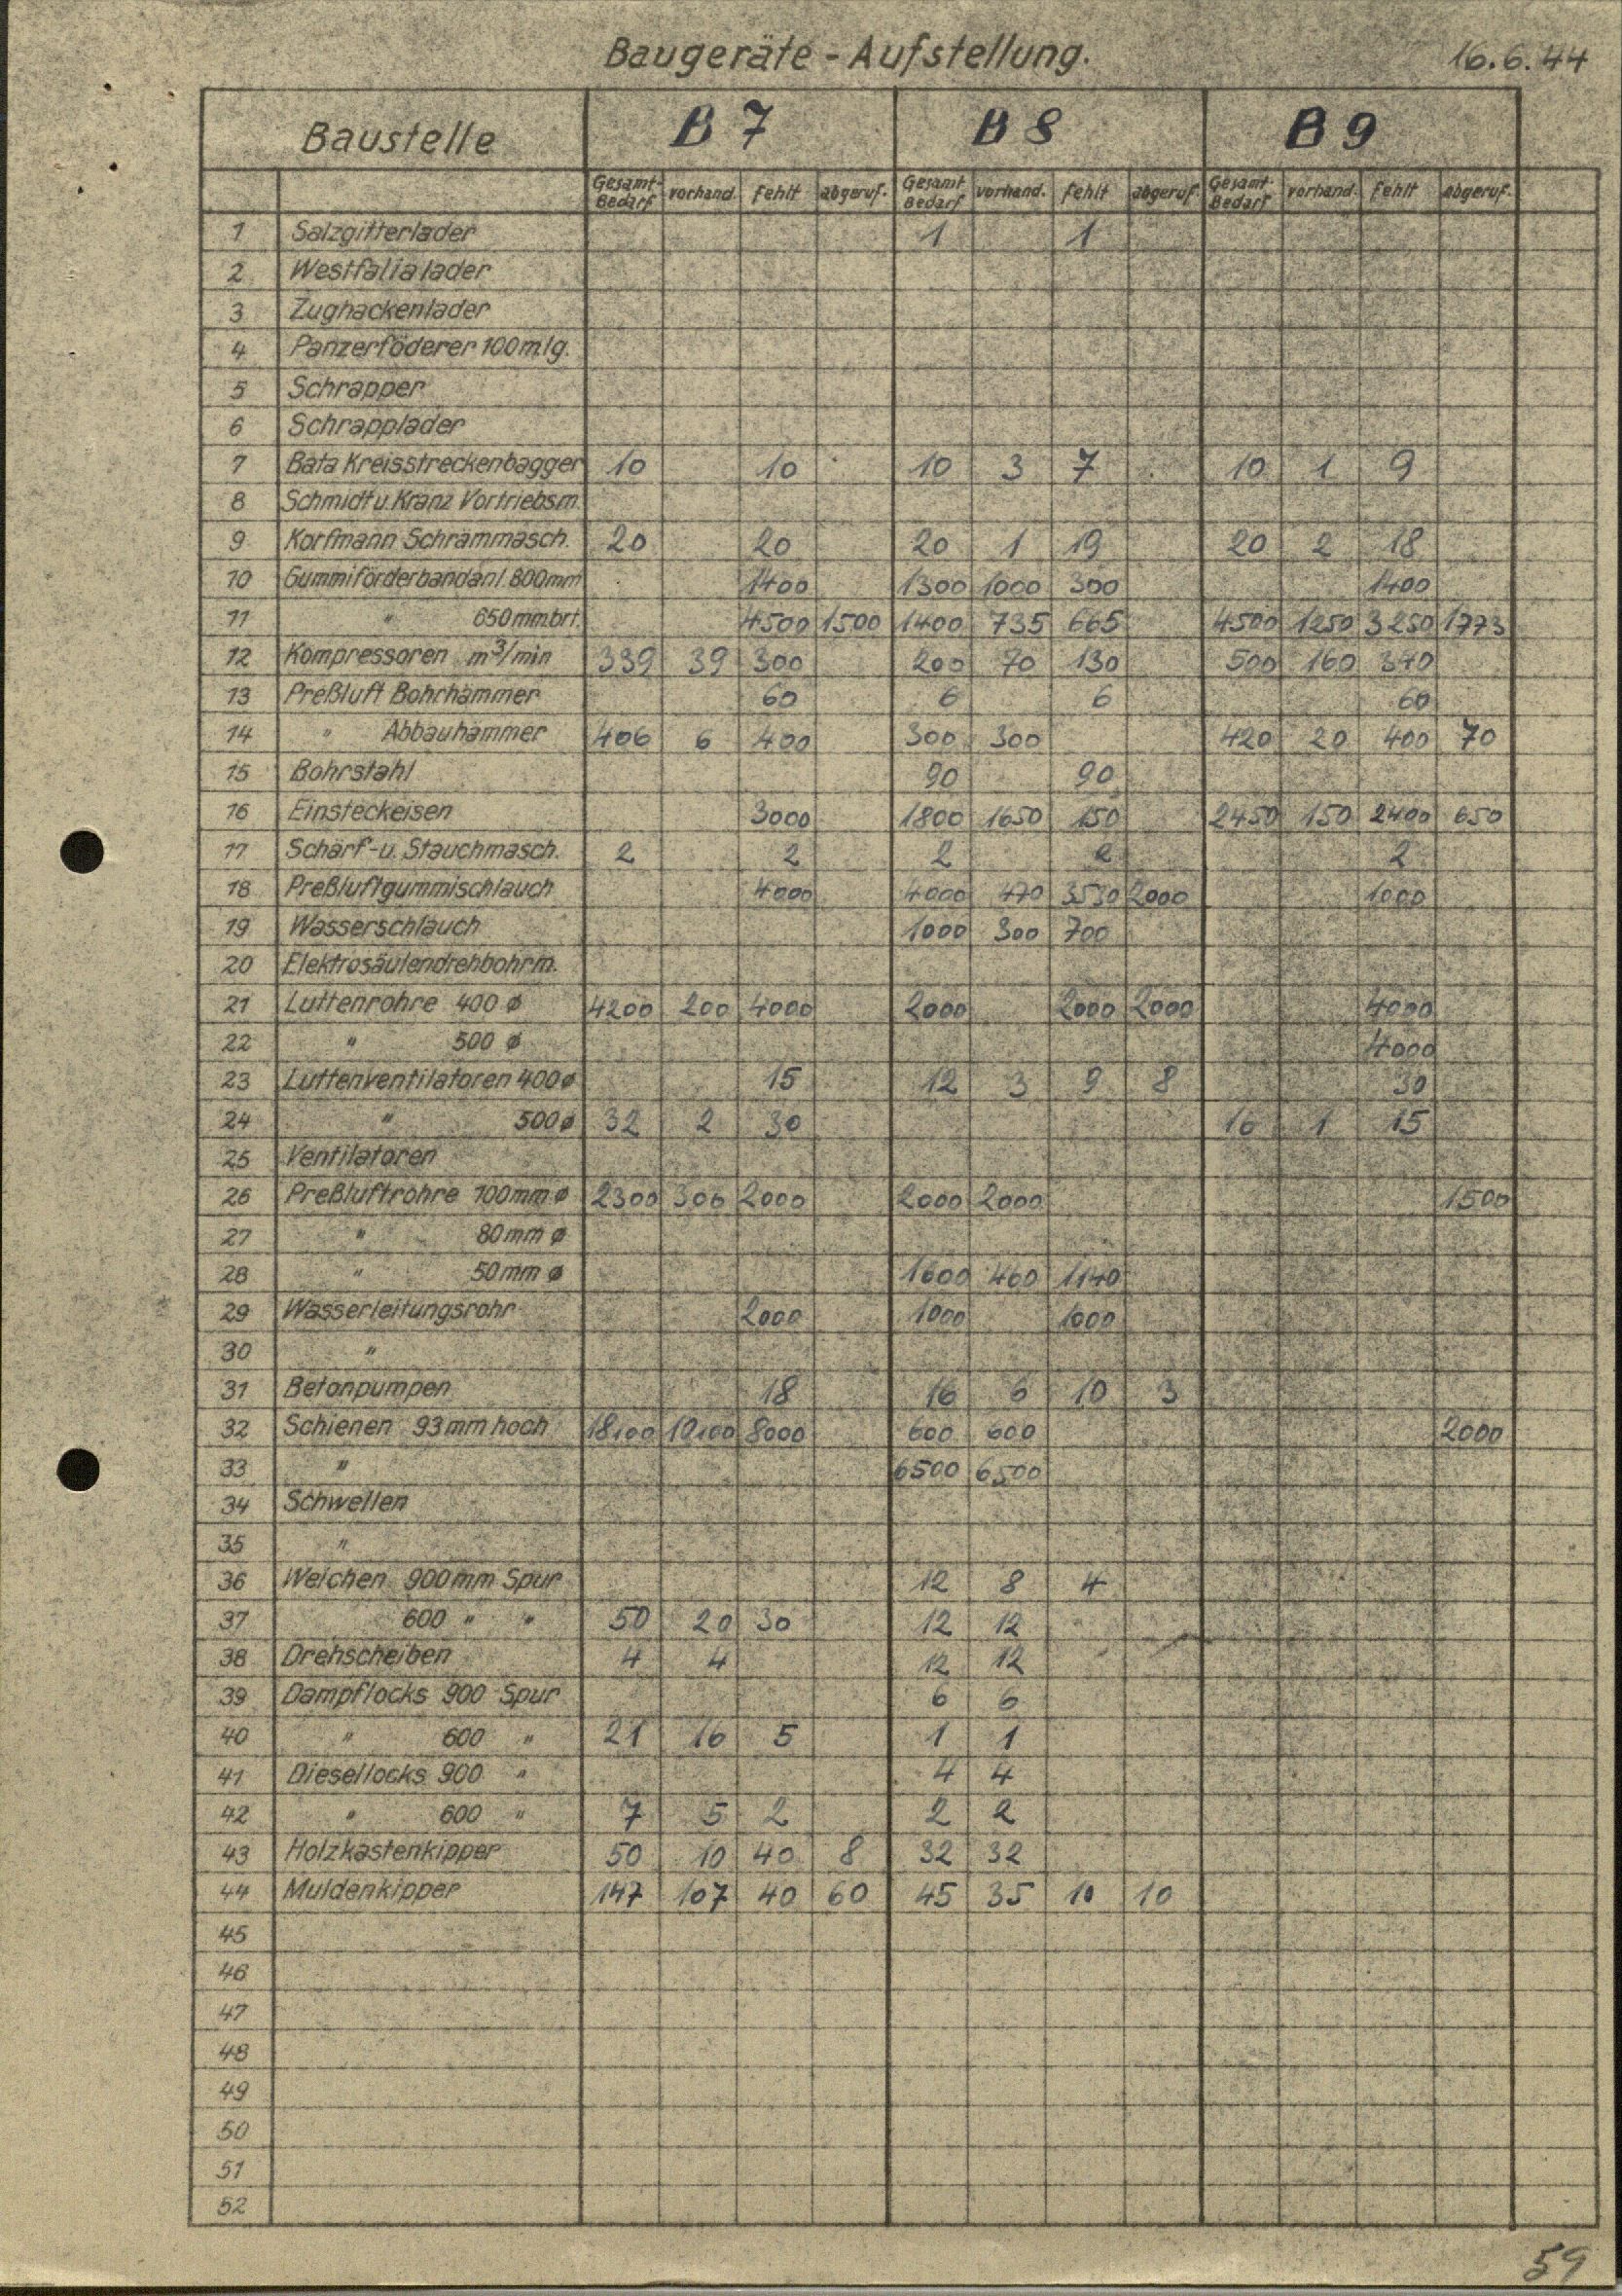 Baugeräte - Aufstellung. 16.6.44
Baustelle B 7 B 8 B 9
Gesamt-Bedarf vorhand. fehlt abgeruf. Gesamt-Bedarf vorhand. fehlt abgeruf. Gesamt-Bedarf vorhand. fehlt abgeruf.
1 Salzgitterlader 1 1
2 Westfalialader
3 Zughackenlader
4 Panzerföderer 100 m lg.
5 Schrapper
6 Schrapplader
7 Bata Kreisstreckenbagger 10 10 10 3 7 10 1 9
8 Schmidt u. Kranz Vortriebsm.
9 Korfmann Schrämmasch. 20 20 20 1 19 20 2 18
10 Gummiförderbandanl. 800mm 1400 1300 1000 300 1400
11 " 650 mm brt. 4500 1500 1400 735 665 4500 1250 3250 1773
12 Kompressoren m³/min 339 39 300 200 70 130 500 160 340
13 Preßluft Bohrhämmer 60 6 6 60
14 " Abbauhämmer 406 6 400 300 300 420 20 400 70
15 Bohrstahl 90 90
16 Einsteckeisen 3000 1800 1650 150 2450 150 2400 650
17 Schärf- u. Stauchmasch. 2 2 2 2 2
18 Preßluftgummischlauch 4000 4000 470 3530 2000 1000
19 Wasserschlauch 1000 300 700
20 Elektrosäulendrehbohrm.
21 Luttenrohre 400 ø 4200 200 4000 2000 2000 2000 4000
22 " 500 ø 4000
23 Luttenventilatoren 400 ø 15 12 3 9 8 30
24 " 500 ø 32 2 30 16 1 15
25 Ventilatoren
26 Preßluftrohre 100mm ø 2300 300 2000 2000 2000 1500
27 " 80 mm ø
28 " 50 mm ø 1600 460 1140
29 Wasserleitungsrohr 2000 1000 1000
30 "
31 Betonpumpen 18 16 6 10 3
32 Schienen 93 mm hoch 18100 10100 8000 600 600 2000
33 " 6500 6500
34 Schwellen
35 "
36 Weichen 900 mm Spur 12 8 4
37 600 " " 50 20 30 12 12
38 Drehscheiben 4 4 12 12
39 Dampflocks 900 Spur 6 6
40 " 600 " 21 16 5 1 1
41 Diesellocks 900 " 4 4
42 " 600 " 7 5 2 2 2
43 Holzkastenkipper 50 10 40 8 32 32
44 Muldenkipper 147 107 40 60 45 35 10 10
45
46
47
48
49
50
51
52
59